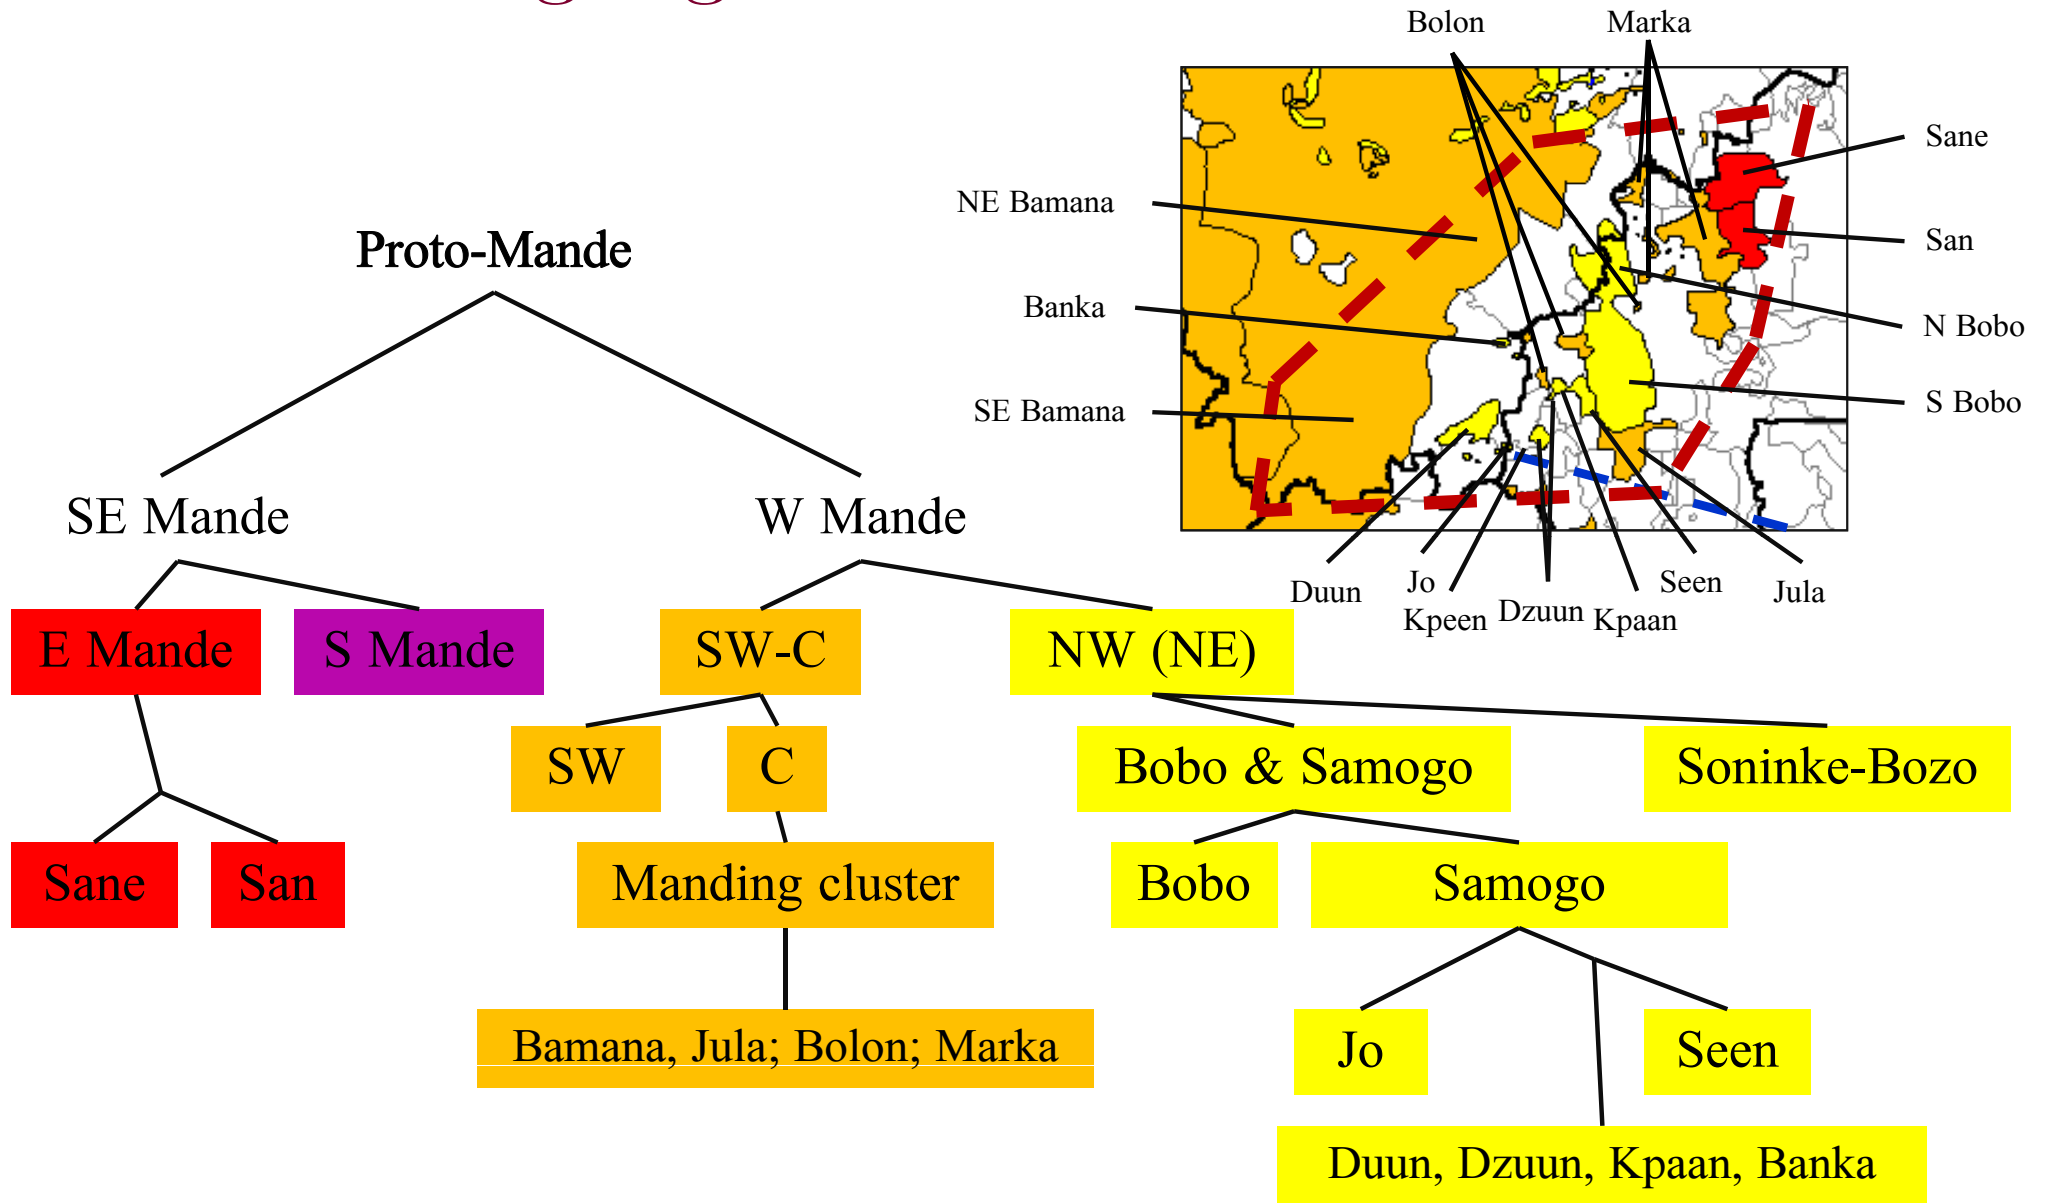 Bolon Marka
Sane
NE Bamana
San
Banka
N Bobo
SE Bamana
S Bobo
Duun Jo Seen Jula
Kpeen Dzuun Kpaan
Proto-Mande
SE Mande W Mande
E Mande S Mande SW-C NW (NE)
SW C Bobo & Samogo Soninke-Bozo
Sane San Manding cluster Bobo Samogo
Bamana, Jula; Bolon; Marka Jo Seen
Duun, Dzuun, Kpaan, Banka